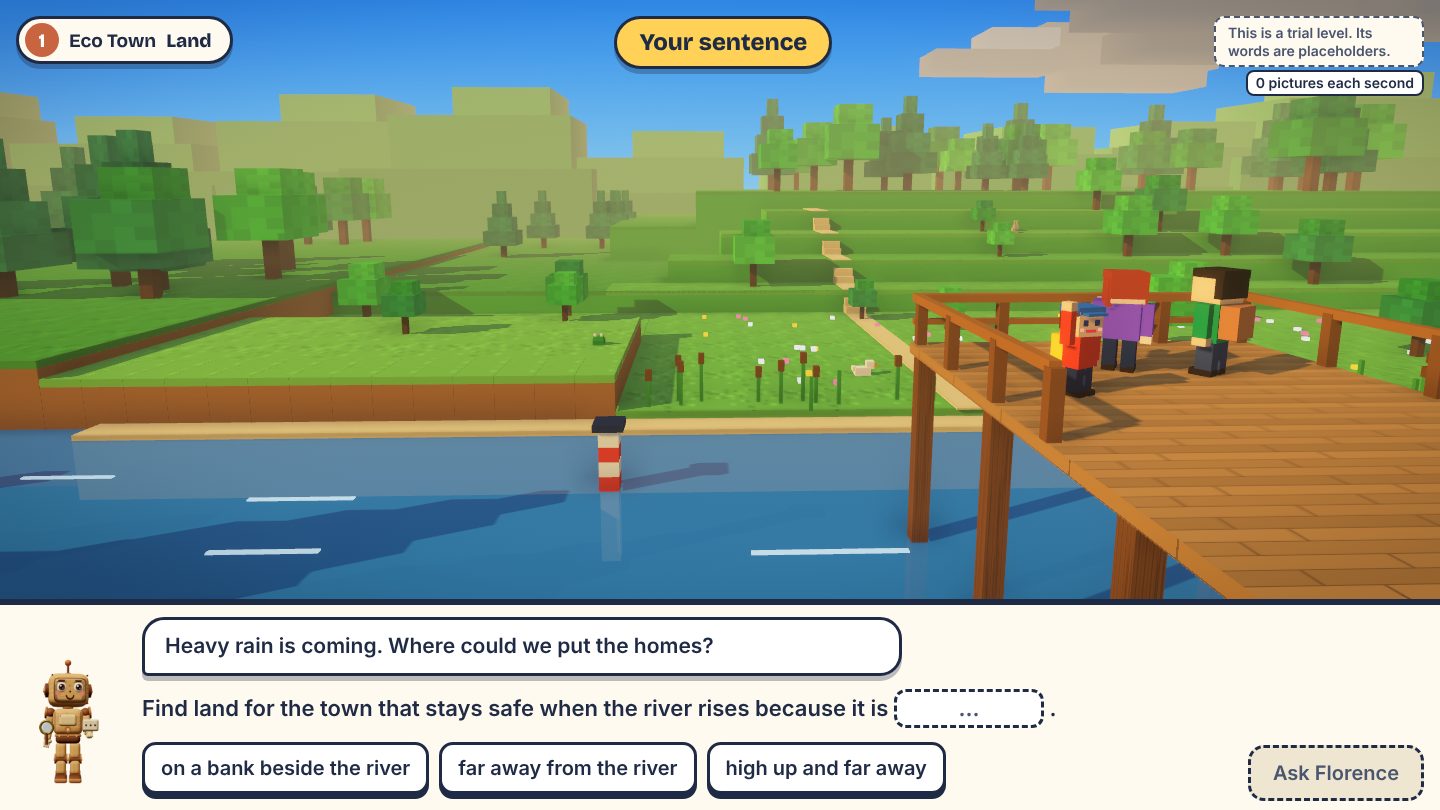 1 Eco Town Land
Your sentence
This is a trial level. Its
words are placeholders.
0 pictures each second
Heavy rain is coming. Where could we put the homes?
Find land for the town that stays safe when the river rises because it is ... .
on a bank beside the river
far away from the river
high up and far away
Ask Florence